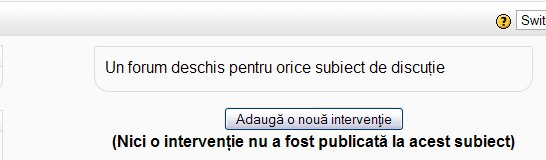 Swit
Un forum deschis pentru orice subiect de discuție
Adaugă o nouă intervenţie
(Nici o intervenție nu a fost publicată la acest subiect)